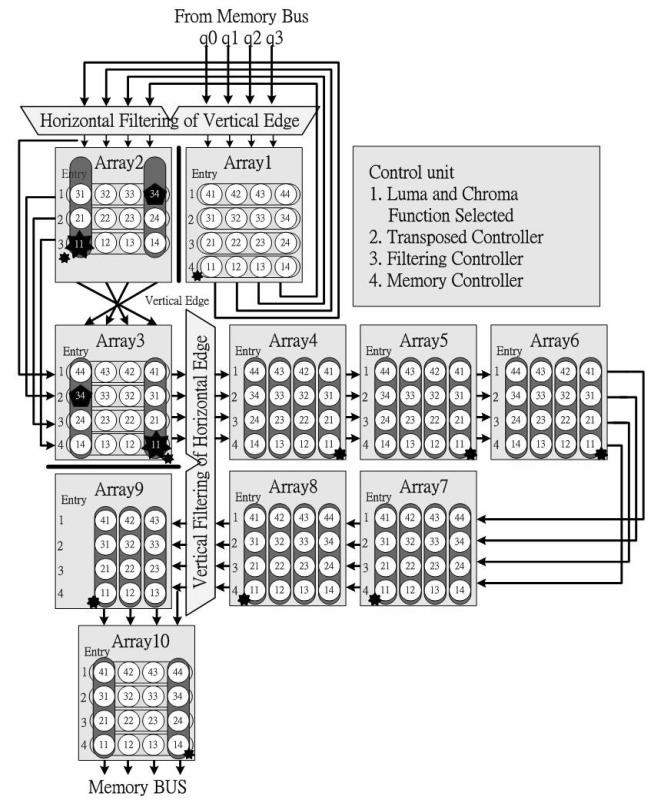 From Memory Bus
q0 q1 q2 q3
Horizontal Filtering of Vertical Edge
Array2
Entry
1 31 32 33 34
2 21 22 23 24
3 11 12 13 14
Array1
Entry
1 41 42 43 44
2 31 32 33 34
3 21 22 23 24
4 11 12 13 14
Control unit
1. Luma and Chroma
Function Selected
2. Transposed Controller
3. Filtering Controller
4. Memory Controller
Vertical Edge
Array3
Entry
1 44 43 42 41
2 34 33 32 31
3 24 23 22 21
4 14 13 12 11
Vertical Filtering of Horizontal Edge
Array4
Entry
1 44 43 42 41
2 34 33 32 31
3 24 23 22 21
4 14 13 12 11
Array5
Entry
1 44 43 42 41
2 34 33 32 31
3 24 23 22 21
4 14 13 12 11
Array6
Entry
1 44 43 42 41
2 34 33 32 31
3 24 23 22 21
4 14 13 12 11
Array9
Entry
1 41 42 43
2 31 32 33
3 21 22 23
4 11 12 13
Array8
Entry
1 41 42 43 44
2 31 32 33 34
3 21 22 23 24
4 11 12 13 14
Array7
Entry
1 41 42 43 44
2 31 32 33 34
3 21 22 23 24
4 11 12 13 14
Array10
Entry
1 41 42 43 44
2 31 32 33 34
3 21 22 23 24
4 11 12 13 14
Memory BUS